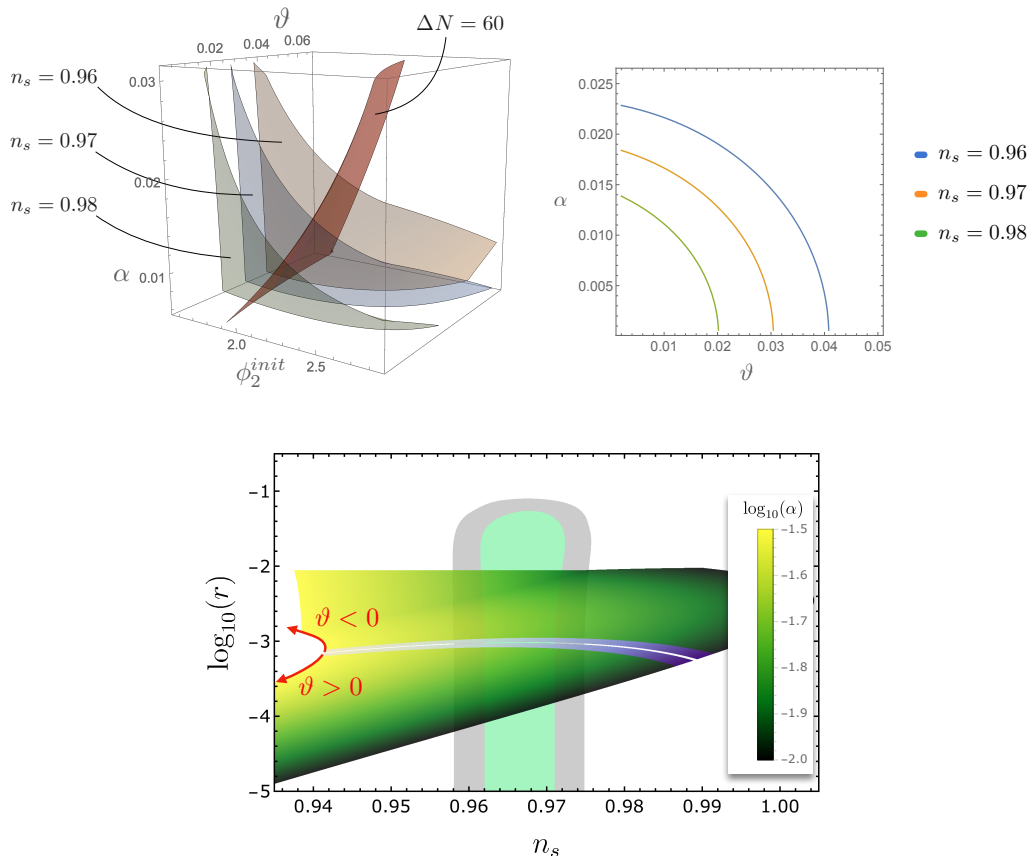 ϑ
ΔN = 60
0.02 0.04 0.06
n_s = 0.96
n_s = 0.97
n_s = 0.98
0.03
0.02
α 0.01
2.0
2.5
ϕ_2^{init}
0.025
0.020
0.015
α
0.010
0.005
0.01 0.02 0.03 0.04 0.05
ϑ
n_s = 0.96
n_s = 0.97
n_s = 0.98
log₁₀(r)
−1
−2
−3
−4
−5
ϑ < 0
ϑ > 0
0.94 0.95 0.96 0.97 0.98 0.99 1.00
n_s
log₁₀(α)
−1.5
−1.6
−1.7
−1.8
−1.9
−2.0